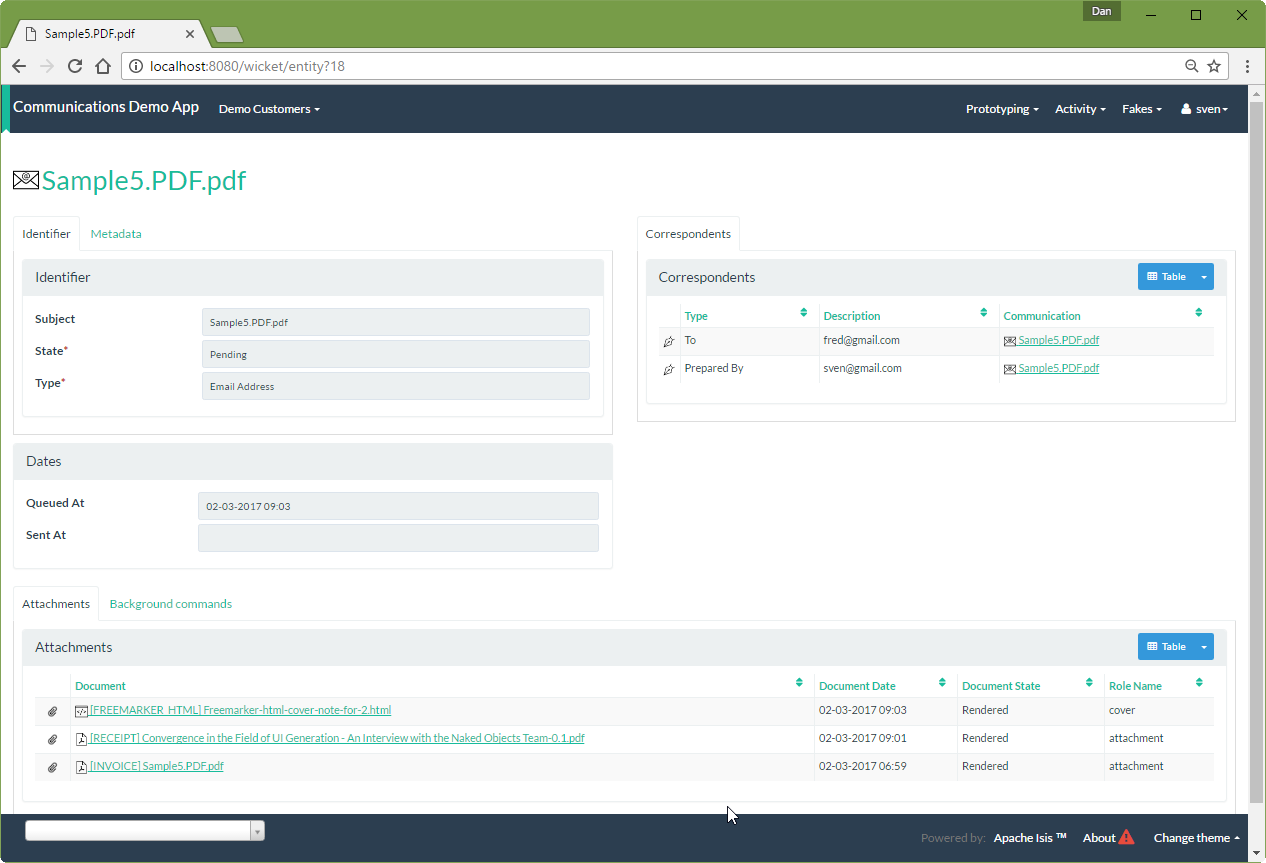 Dan
Sample5.PDF.pdf
localhost:8080/wicket/entity?18
Communications Demo App Demo Customers Prototyping Activity Fakes sven
Sample5.PDF.pdf
Identifier Metadata
Identifier
Subject Sample5.PDF.pdf
State* Pending
Type* Email Address
Correspondents
Correspondents Table
Type Description Communication
To fred@gmail.com Sample5.PDF.pdf
Prepared By sven@gmail.com Sample5.PDF.pdf
Dates
Queued At 02-03-2017 09:03
Sent At
Attachments Background commands
Attachments Table
Document Document Date Document State Role Name
[FREEMARKER_HTML] Freemarker-html-cover-note-for-2.html 02-03-2017 09:03 Rendered cover
[RECEIPT] Convergence in the Field of UI Generation - An Interview with the Naked Objects Team-0.1.pdf 02-03-2017 09:01 Rendered attachment
[INVOICE] Sample5.PDF.pdf 02-03-2017 06:59 Rendered attachment
Powered by: Apache Isis ™ About Change theme